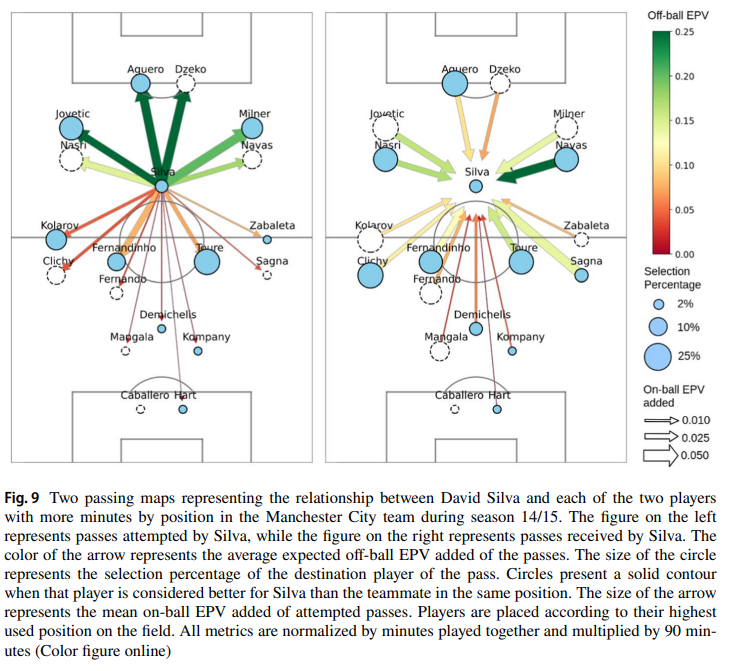 Off-ball EPV
Aguero Dzeko
Jovetic
Milner
Nasri
Navas
Silva
Kolarov
Zabaleta
Fernandinho
Toure
Clichy
Sagna
Fernando
Demichelis
Mangala
Kompany
Caballero Hart
Aguero Dzeko
Jovetic
Milner
Nasri
Navas
Silva
Kolarov
Zabaleta
Fernandinho
Toure
Clichy
Sagna
Fernando
Demichelis
Mangala
Kompany
Caballero Hart
0.25
0.20
0.15
0.10
0.05
0.00
Selection
Percentage
2%
10%
25%
On-ball EPV
added
0.010
0.025
0.050
Fig. 9 Two passing maps representing the relationship between David Silva and each of the two players
with more minutes by position in the Manchester City team during season 14/15. The figure on the left
represents passes attempted by Silva, while the figure on the right represents passes received by Silva. The
color of the arrow represents the average expected off-ball EPV added of the passes. The size of the circle
represents the selection percentage of the destination player of the pass. Circles present a solid contour
when that player is considered better for Silva than the teammate in the same position. The size of the arrow
represents the mean on-ball EPV added of attempted passes. Players are placed according to their highest
used position on the field. All metrics are normalized by minutes played together and multiplied by 90 min-
utes (Color figure online)